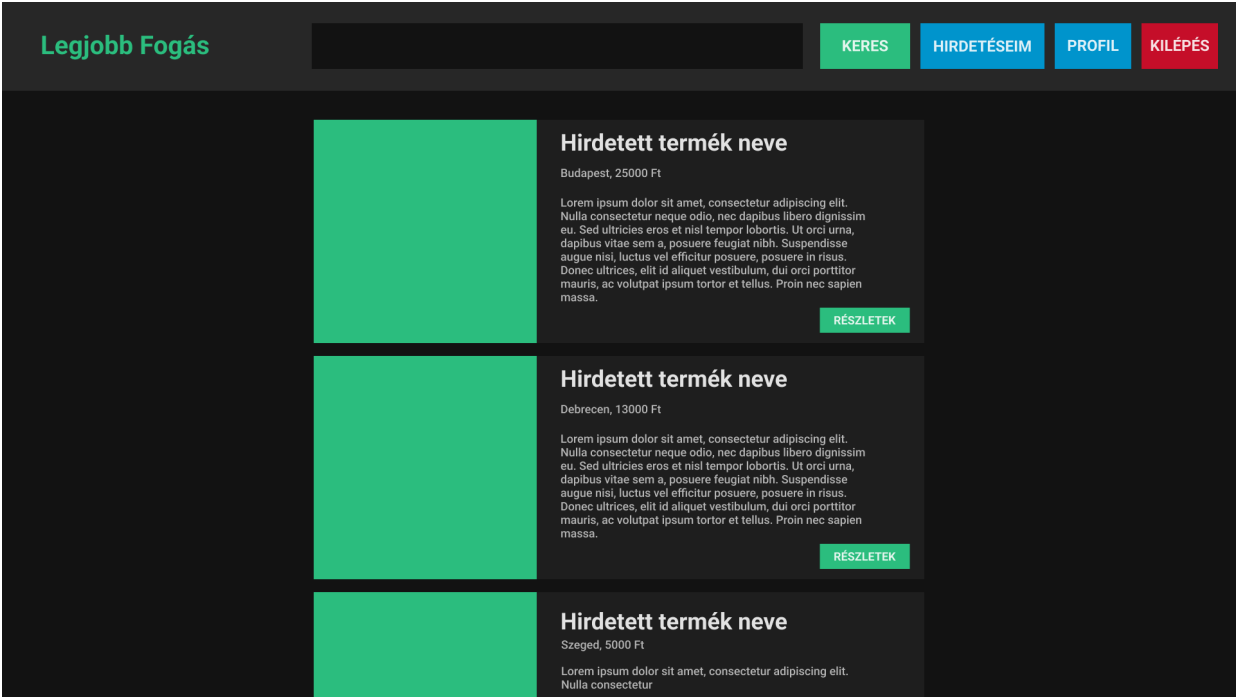 Legjobb Fogás
KERES
HIRDETÉSEIM
PROFIL
KILÉPÉS
Hirdetett termék neve
Budapest, 25000 Ft
Lorem ipsum dolor sit amet, consectetur adipiscing elit.
Nulla consectetur neque odio, nec dapibus libero dignissim
eu. Sed ultricies eros et nisl tempor lobortis. Ut orci urna,
dapibus vitae sem a, posuere feugiat nibh. Suspendisse
augue nisi, luctus vel efficitur posuere, posuere in risus.
Donec ultrices, elit id aliquet vestibulum, dui orci porttitor
mauris, ac volutpat ipsum tortor et tellus. Proin nec sapien
massa.
RÉSZLETEK
Hirdetett termék neve
Debrecen, 13000 Ft
Lorem ipsum dolor sit amet, consectetur adipiscing elit.
Nulla consectetur neque odio, nec dapibus libero dignissim
eu. Sed ultricies eros et nisl tempor lobortis. Ut orci urna,
dapibus vitae sem a, posuere feugiat nibh. Suspendisse
augue nisi, luctus vel efficitur posuere, posuere in risus.
Donec ultrices, elit id aliquet vestibulum, dui orci porttitor
mauris, ac volutpat ipsum tortor et tellus. Proin nec sapien
massa.
RÉSZLETEK
Hirdetett termék neve
Szeged, 5000 Ft
Lorem ipsum dolor sit amet, consectetur adipiscing elit.
Nulla consectetur